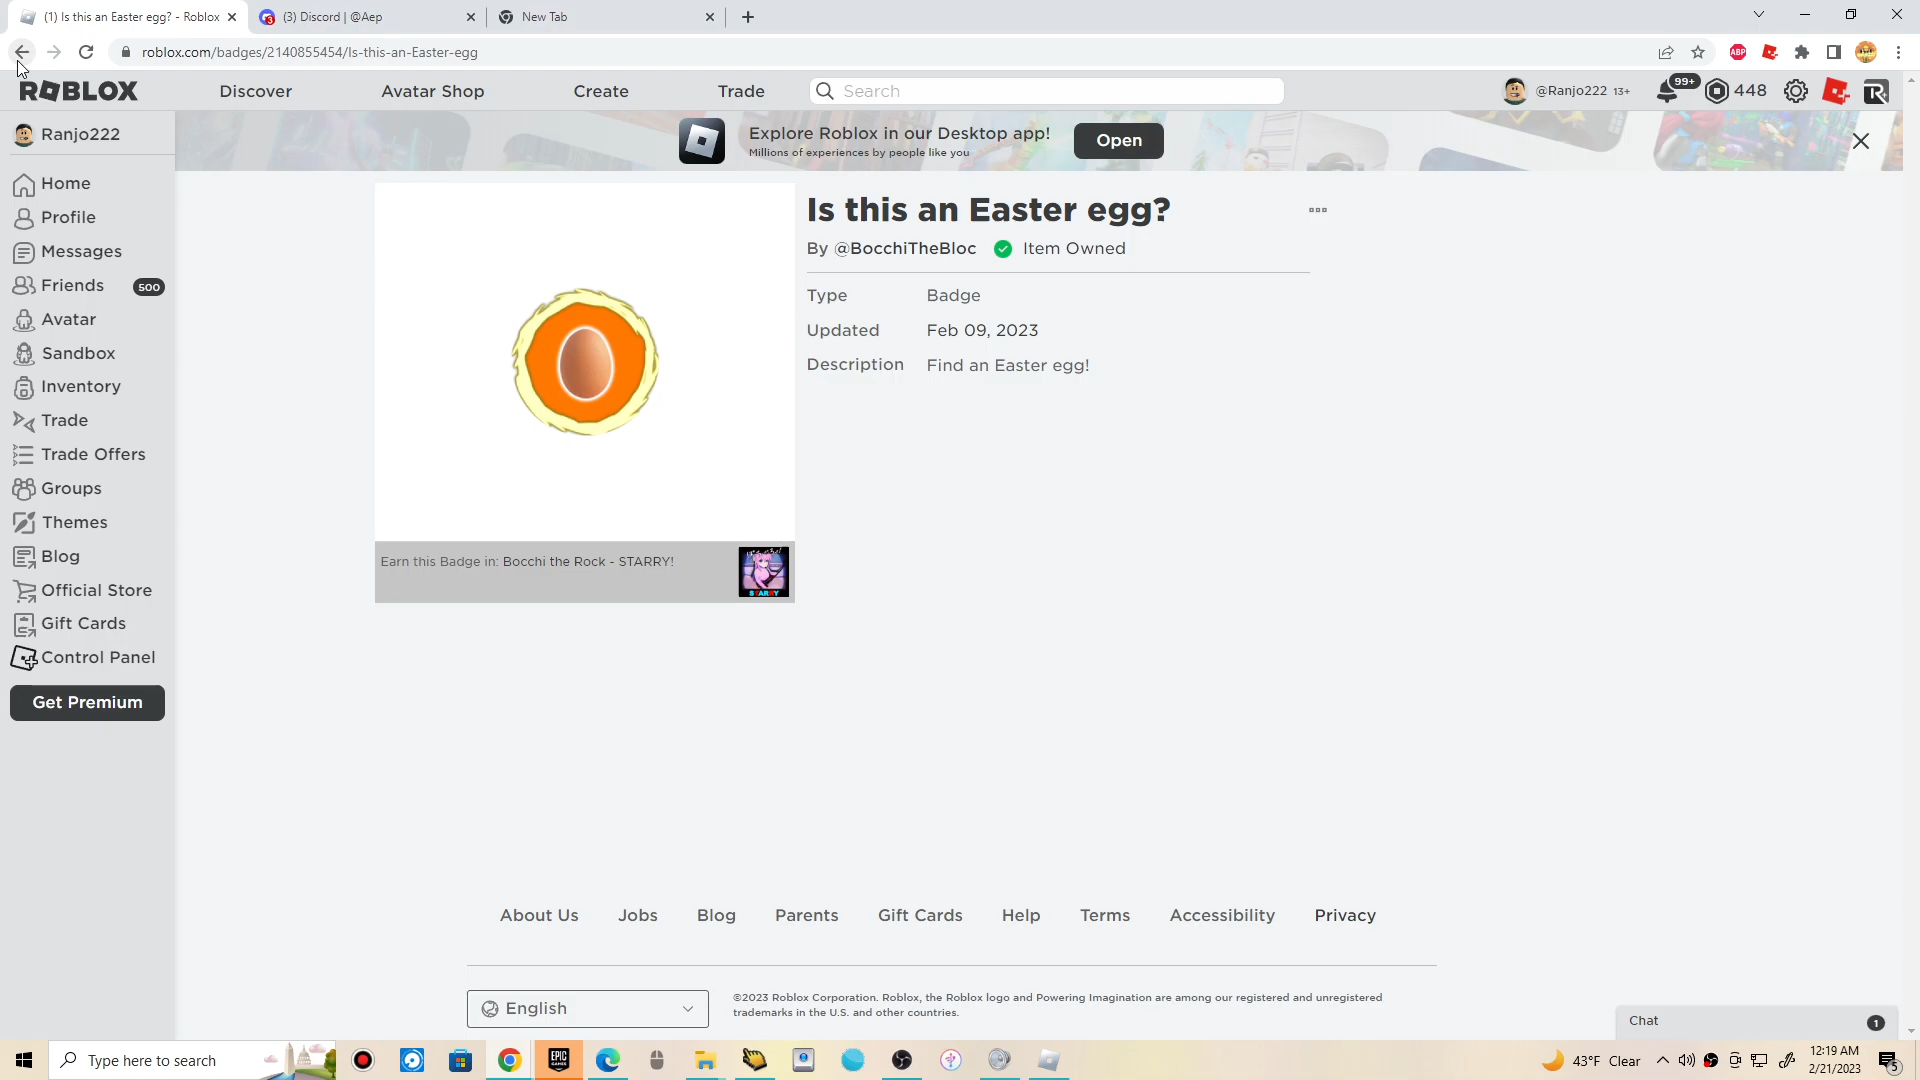 (1) Is this an Easter egg? - Roblox
(3) Discord | @Aep
New Tab
roblox.com/badges/2140855454/Is-this-an-Easter-egg
ABP
ROBLOX
Discover
Avatar Shop
Create
Trade
Search
@Ranjo222 13+
99+
448
Ranjo222
Explore Roblox in our Desktop app!
Millions of experiences by people like you
Open
Home
Profile
Messages
Friends 500
Avatar
Sandbox
Inventory
Trade
Trade Offers
Groups
Themes
Blog
Official Store
Gift Cards
Control Panel
Get Premium
Is this an Easter egg?
By @BocchiTheBloc Item Owned
Type Badge
Updated Feb 09, 2023
Description Find an Easter egg!
Earn this Badge in: Bocchi the Rock - STARRY!
STARRY
About Us Jobs Blog Parents Gift Cards Help Terms Accessibility Privacy
English
©2023 Roblox Corporation. Roblox, the Roblox logo and Powering Imagination are among our registered and unregistered
trademarks in the U.S. and other countries.
Chat 1
Type here to search
EPIC
GAMES
43°F Clear
12:19 AM
2/21/2023
5